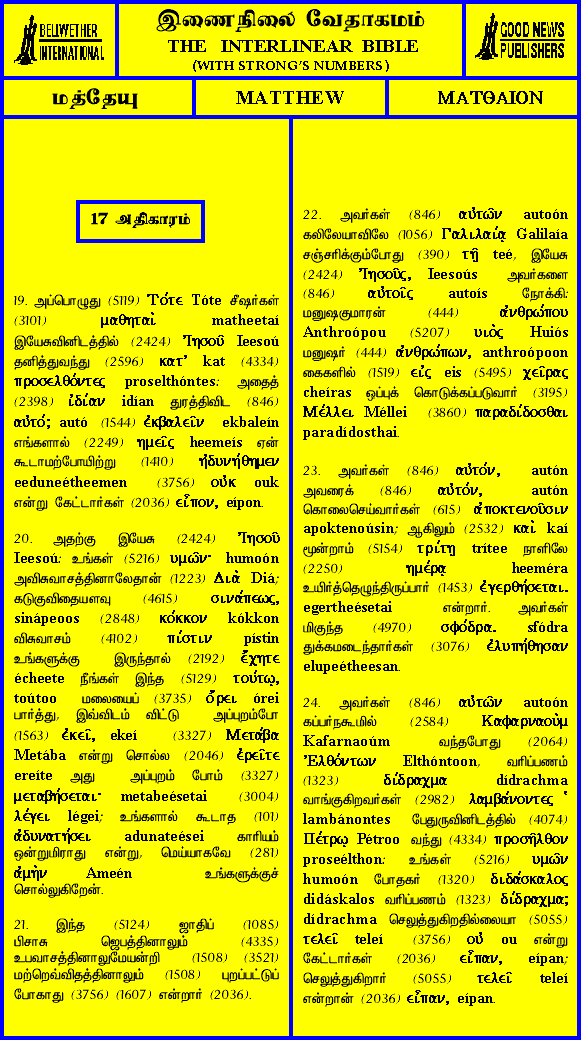 BELLWETHER
INTERNATIONAL
இணைநிலை வேதாகமம்
THE INTERLINEAR BIBLE
(WITH STRONG'S NUMBERS)
GOOD NEWS
PUBLISHERS
மத்தேயு
MATTHEW
ΜΑΤΘΑΙΟΝ
17 அதிகாரம்
19. அப்பொழுது (5119) Τότε Tóte சீஷர்கள்
(3101) μαθηταὶ matheetaí
இயேசுவினிடத்தில் (2424) Ἰησοῦ Ieesoú
தனித்துவந்து (2596) κατ’ kat (4334)
προσελθόντες proselthóntes: அதைத்
(2398) ἰδίαν idían துரத்திவிட (846)
αὐτό; autó (1544) ἐκβαλεῖν ekbaleín
எங்களால் (2249) ημεῖς heemeís ஏன்
கூடாமற்போயிற்று (1410) ἠδυνήθημεν
eeduneétheemen (3756) οὐκ ouk
என்று கேட்டார்கள் (2036) εἶπον, eípon.
20. அதற்கு இயேசு (2424) Ἰησοῦ
Ieesoú: உங்கள் (5216) υμῶν· humoón
அவிசுவாசத்தினாலேதான் (1223) Διὰ Diá;
கடுகுவிதையளவு (4615) σινάπεως,
sinápeoos (2848) κόκκον kókkon
விசுவாசம் (4102) πίστιν pístin
உங்களுக்கு இருந்தால் (2192) ἔχητε
écheete நீங்கள் இந்த (5129) τούτῳ,
toútoo மலையைப் (3735) ὄρει órei
பார்த்து, இவ்விடம் விட்டு அப்புறம்போ
(1563) ἐκεῖ, ekeí (3327) Μετάβα
Metába என்று சொல்ல (2046) ἐρεῖτε
ereíte அது அப்புறம் போம் (3327)
μεταβήσεται· metabeésetai (3004)
λέγει légei; உங்களால் கூடாத (101)
ἀδυνατήσει adunateései காரியம்
ஒன்றுமிராது என்று, மெய்யாகவே (281)
ἀμὴν Ameén உங்களுக்குச்
சொல்லுகிறேன்.
21. இந்த (5124) ஜாதிப் (1085)
பிசாசு ஜெபத்தினாலும் (4335)
உபவாசத்தினாலுமேயன்றி (1508) (3521)
மற்றெவ்விதத்தினாலும் (1508) புறப்பட்டுப்
போகாது (3756) (1607) என்றார் (2036).
22. அவர்கள் (846) αὐτῶν autoón
கலிலேயாவிலே (1056) Γαλιλαίᾳ Galilaía
சஞ்சரிக்கும்போது (390) τῇ teé, இயேசு
(2424) Ἰησοῦς, Ieesoús அவர்களை
(846) αὐτοῖς autoís நோக்கி:
மனுஷகுமாரன் (444) ἀνθρώπου
Anthroópou (5207) υιὸς Huiós
மனுஷர் (444) ἀνθρώπων, anthroópoon
கைகளில் (1519) εἰς eis (5495) χεῖρας
cheíras ஒப்புக் கொடுக்கப்படுவார் (3195)
Μέλλει Méllei (3860) παραδίδοσθαι
paradídosthai.
23. அவர்கள் (846) αὐτόν, autón
அவரைக் (846) αὐτόν, autón
கொலைசெய்வார்கள் (615) ἀποκτενοῦσιν
apoktenoúsin; ஆகிலும் (2532) καὶ kaí
மூன்றாம் (5154) τρίτῃ trítee நாளிலே
(2250) ημέρᾳ heeméra
உயிர்த்தெழுந்திருப்பார் (1453) ἐγερθήσεται.
egertheésetai என்றார். அவர்கள்
மிகுந்த (4970) σφόδρα. sfódra
துக்கமடைந்தார்கள் (3076) ἐλυπήθησαν
elupeétheesan.
24. அவர்கள் (846) αὐτῶν autoón
கப்பர்நகூமில் (2584) Καφαρναοὺμ
Kafarnaoúm வந்தபோது (2064)
Ἐλθόντων Elthóntoon, வரிப்பணம்
(1323) δίδραχμα dídrachma
வாங்குகிறவர்கள் (2982) λαμβάνοντες
lambánontes பேதுருவினிடத்தில் (4074)
Πέτρῳ Pétroo வந்து (4334) προσῆλθον
proseélthon: உங்கள் (5216) υμῶν
humoón போதகர் (1320) διδάσκαλος
didáskalos வரிப்பணம் (1323) δίδραχμα;
dídrachma செலுத்துகிறதில்லையா (5055)
τελεῖ teleí (3756) οὐ ou என்று
கேட்டார்கள் (2036) εἶπαν, eípan;
செலுத்துகிறார் (5055) τελεῖ teleí
என்றான் (2036) εἶπαν, eípan.